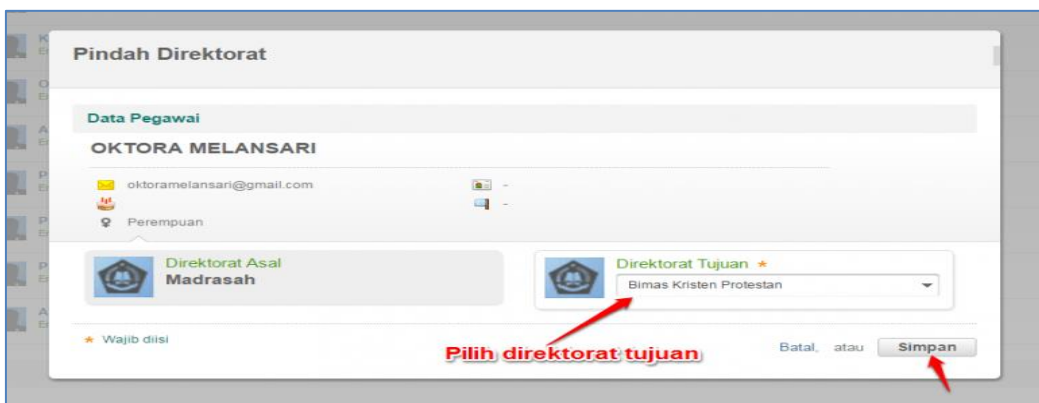 Pindah Direktorat
Data Pegawai
OKTORA MELANSARI
oktoramelansari@gmail.com -
-
Perempuan
Direktorat Asal
Madrasah
Direktorat Tujuan *
Bimas Kristen Protestan
* Wajib diisi
Pilih direktorat tujuan
Batal, atau Simpan